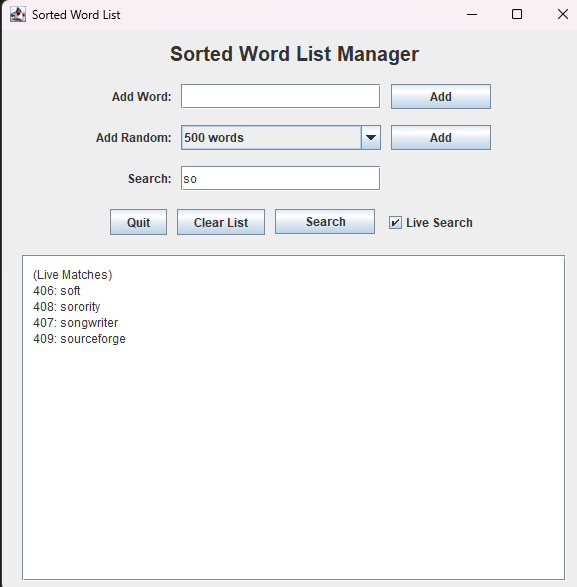 Sorted Word List
Sorted Word List Manager
Add Word: Add
Add Random: 500 words Add
Search: so
Quit Clear List Search Live Search
(Live Matches)
406: soft
408: sorority
407: songwriter
409: sourceforge